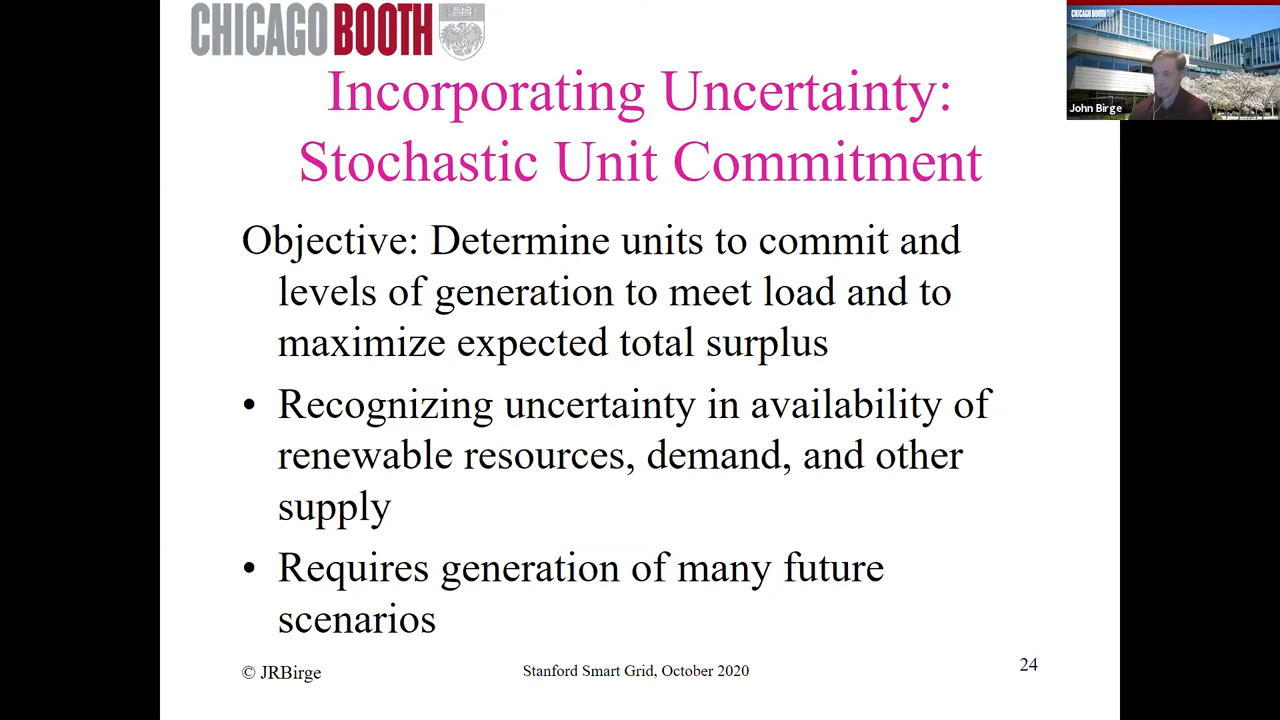 CHICAGO BOOTH
CHICAGO BOOTH
John Birge
Incorporating Uncertainty:
Stochastic Unit Commitment
Objective: Determine units to commit and
levels of generation to meet load and to
maximize expected total surplus
• Recognizing uncertainty in availability of
renewable resources, demand, and other
supply
• Requires generation of many future
scenarios
© JRBirge
Stanford Smart Grid, October 2020
24